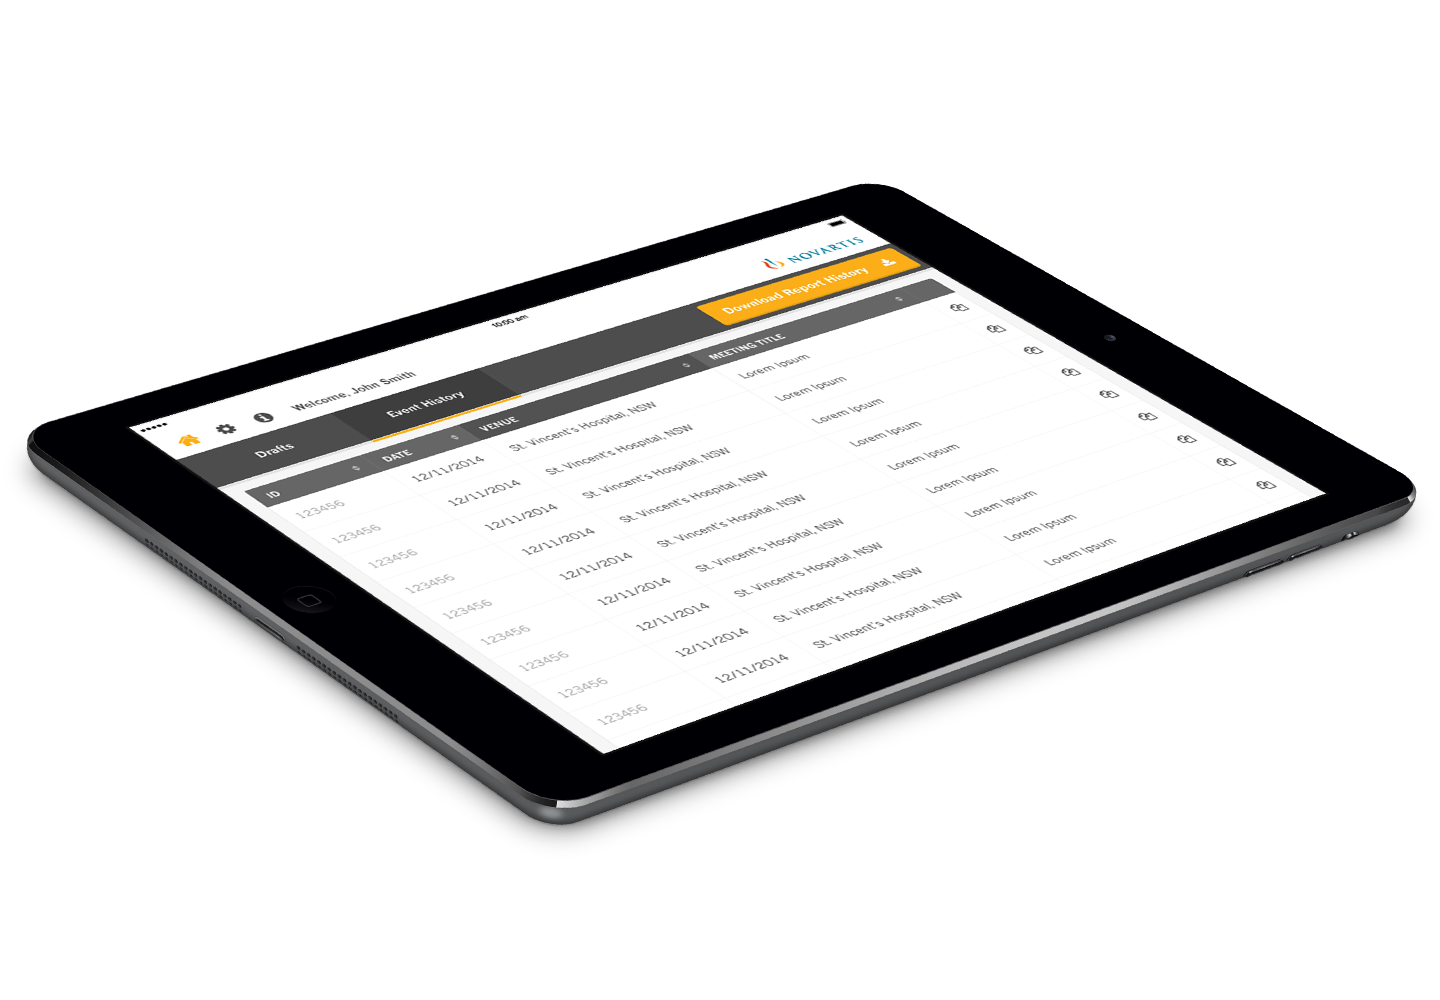 10:00 am
NOVARTIS
Welcome, John Smith
Drafts
Event History
Download Report History
ID DATE VENUE MEETING TITLE
123456 12/11/2014 St. Vincent's Hospital, NSW Lorem Ipsum
123456 12/11/2014 St. Vincent's Hospital, NSW Lorem Ipsum
123456 12/11/2014 St. Vincent's Hospital, NSW Lorem Ipsum
123456 12/11/2014 St. Vincent's Hospital, NSW Lorem Ipsum
123456 12/11/2014 St. Vincent's Hospital, NSW Lorem Ipsum
123456 12/11/2014 St. Vincent's Hospital, NSW Lorem Ipsum
123456 12/11/2014 St. Vincent's Hospital, NSW Lorem Ipsum
123456 12/11/2014 St. Vincent's Hospital, NSW Lorem Ipsum
123456 12/11/2014 St. Vincent's Hospital, NSW Lorem Ipsum